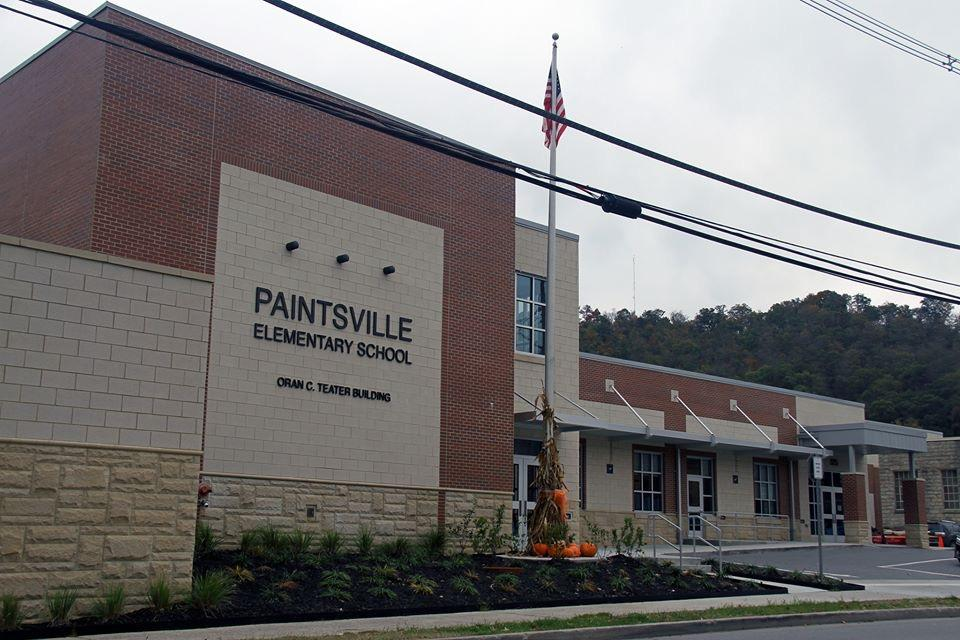 PAINTSVILLE
ELEMENTARY SCHOOL
ORAN C. TEATER BUILDING